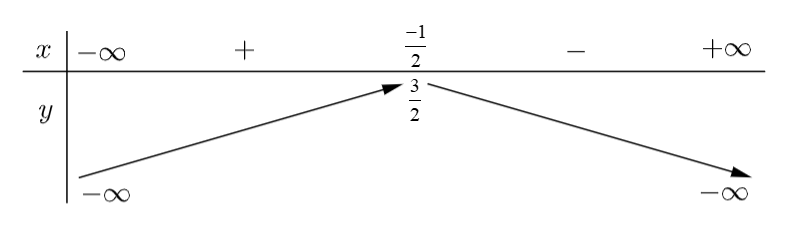 x −∞ + −1/2 − +∞
y 3/2
−∞ −∞